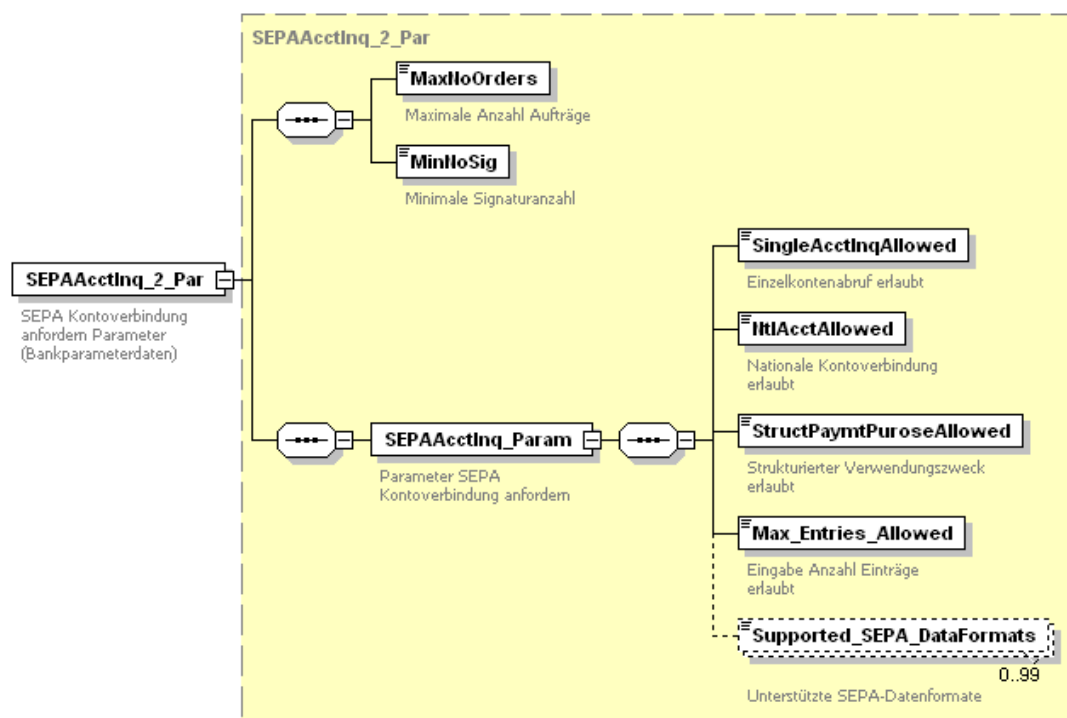 SEPAAcctInq_2_Par
MaxNoOrders
Maximale Anzahl Aufträge
MinNoSig
Minimale Signaturanzahl
SEPAAcctInq_2_Par
SEPA Kontoverbindung
anfordern Parameter
(Bankparameterdaten)
SEPAAcctInq_Param
Parameter SEPA
Kontoverbindung anfordern
SingleAcctInqAllowed
Einzelkontenabruf erlaubt
NtlAcctAllowed
Nationale Kontoverbindung
erlaubt
StructPaymtPuroseAllowed
Strukturierter Verwendungszweck
erlaubt
Max_Entries_Allowed
Eingabe Anzahl Einträge
erlaubt
Supported_SEPA_DataFormats
0..99
Unterstützte SEPA-Datenformate